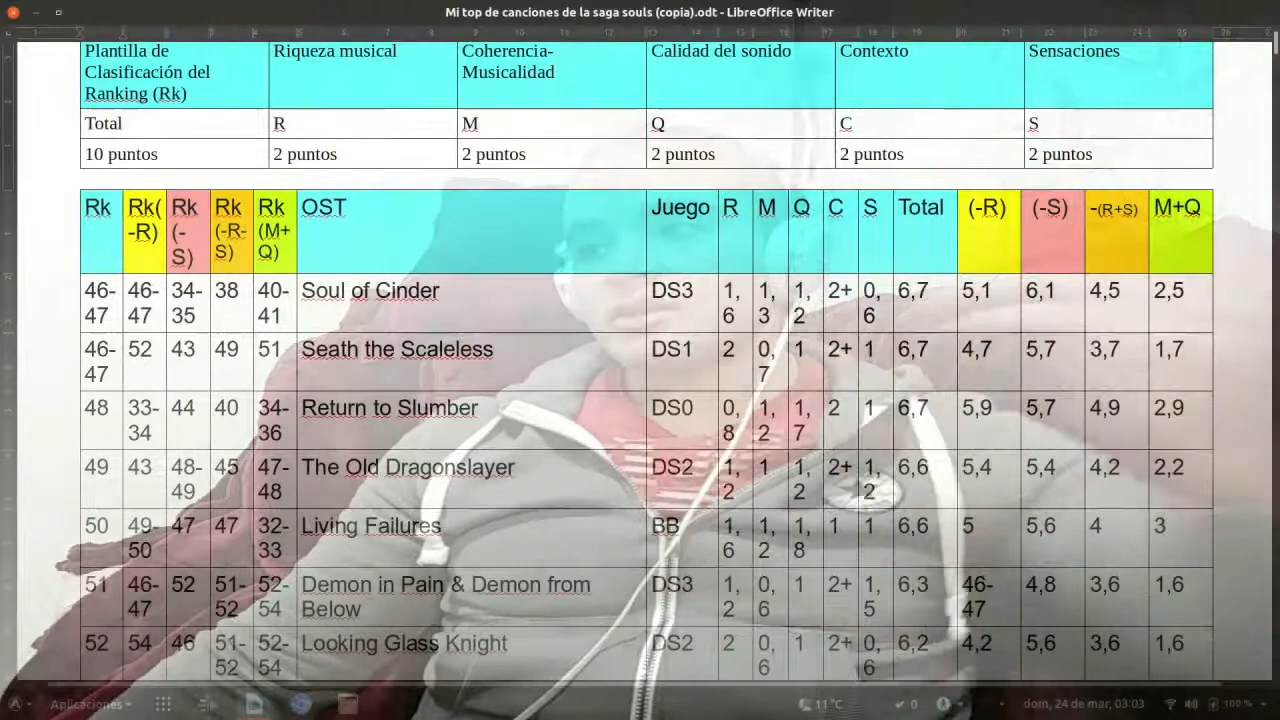 Mi top de canciones de la saga souls (copia).odt - LibreOffice Writer
Plantilla de Clasificación del Ranking (Rk) Riqueza musical Coherencia-Musicalidad Calidad del sonido Contexto Sensaciones
Total R M Q C S
10 puntos 2 puntos 2 puntos 2 puntos 2 puntos 2 puntos
Rk Rk(-R) Rk (-S) Rk (-R-S) Rk (M+Q) OST Juego R M Q C S Total (-R) (-S) -(R+S) M+Q
46-47 46-47 34-35 38 40-41 Soul of Cinder DS3 1,6 1,3 1,2 2+ 0,6 6,7 5,1 6,1 4,5 2,5
46-47 52 43 49 51 Seath the Scaleless DS1 2 0,7 1 2+ 1 6,7 4,7 5,7 3,7 1,7
48 33-34 44 40 34-36 Return to Slumber DS0 0,8 1,2 1,7 2 1 6,7 5,9 5,7 4,9 2,9
49 43 48-49 45 47-48 The Old Dragonslayer DS2 1,2 1 1,2 2+ 1,2 6,6 5,4 5,4 4,2 2,2
50 49-50 47 47 32-33 Living Failures BB 1,6 1,2 1,8 1 1 6,6 5 5,6 4 3
51 46-47 52 51-52 52-54 Demon in Pain & Demon from Below DS3 1,2 0,6 1 2+ 1,5 6,3 46-47 4,8 3,6 1,6
52 54 46 51-52 52-54 Looking Glass Knight DS2 2 0,6 1 2+ 0,6 6,2 4,2 5,6 3,6 1,6
Aplicaciones 11 °C 0 dom, 24 de mar, 03:03 100 %